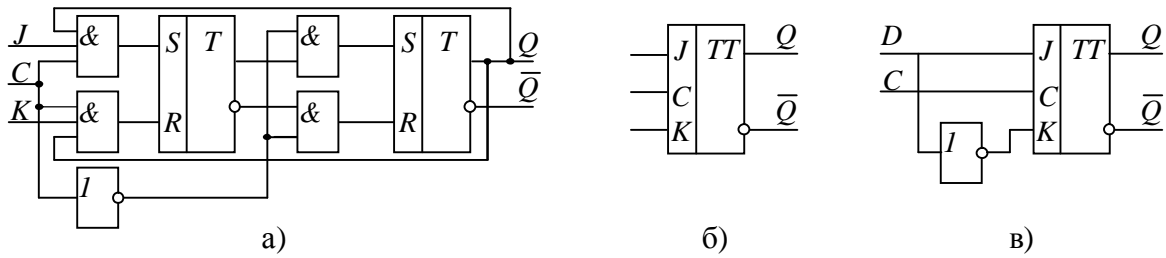 & S T & S T Q
J
C
Q
K & R & R
1
а)
J TT Q
C
K Q
б)
D J TT Q
C C
K Q
1
в)